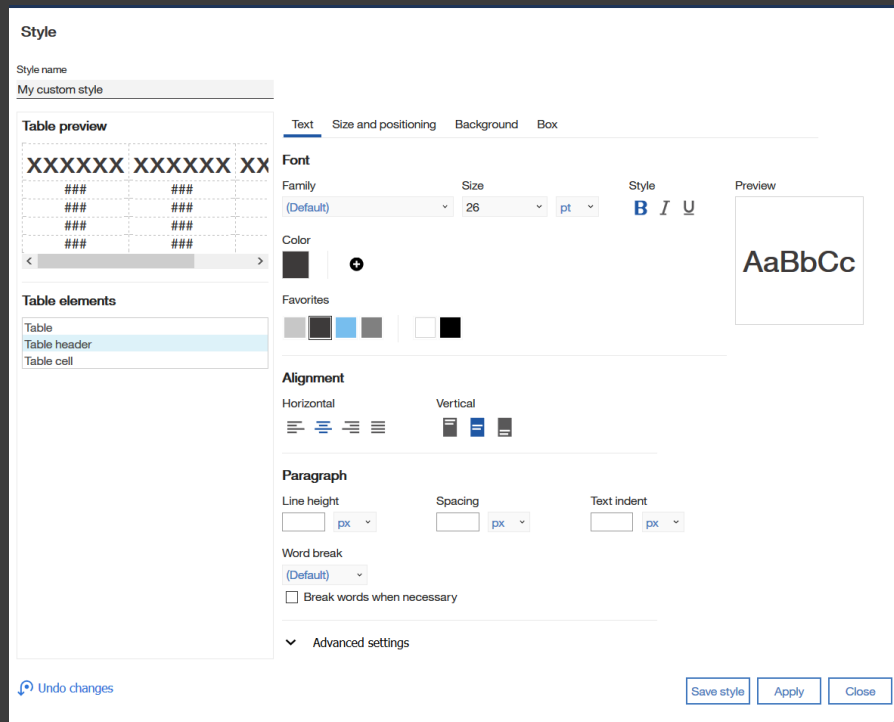 Style
Style name
My custom style
Table preview
XXXXXX XXXXXX XX
### ###
### ###
### ###
### ###
Table elements
Table
Table header
Table cell
Text Size and positioning Background Box
Font
Family Size Style Preview
(Default) 26 pt B I U
AaBbCc
Color
Favorites
Alignment
Horizontal Vertical
Paragraph
Line height Spacing Text indent
px px px
Word break
(Default)
Break words when necessary
Advanced settings
Undo changes
Save style Apply Close